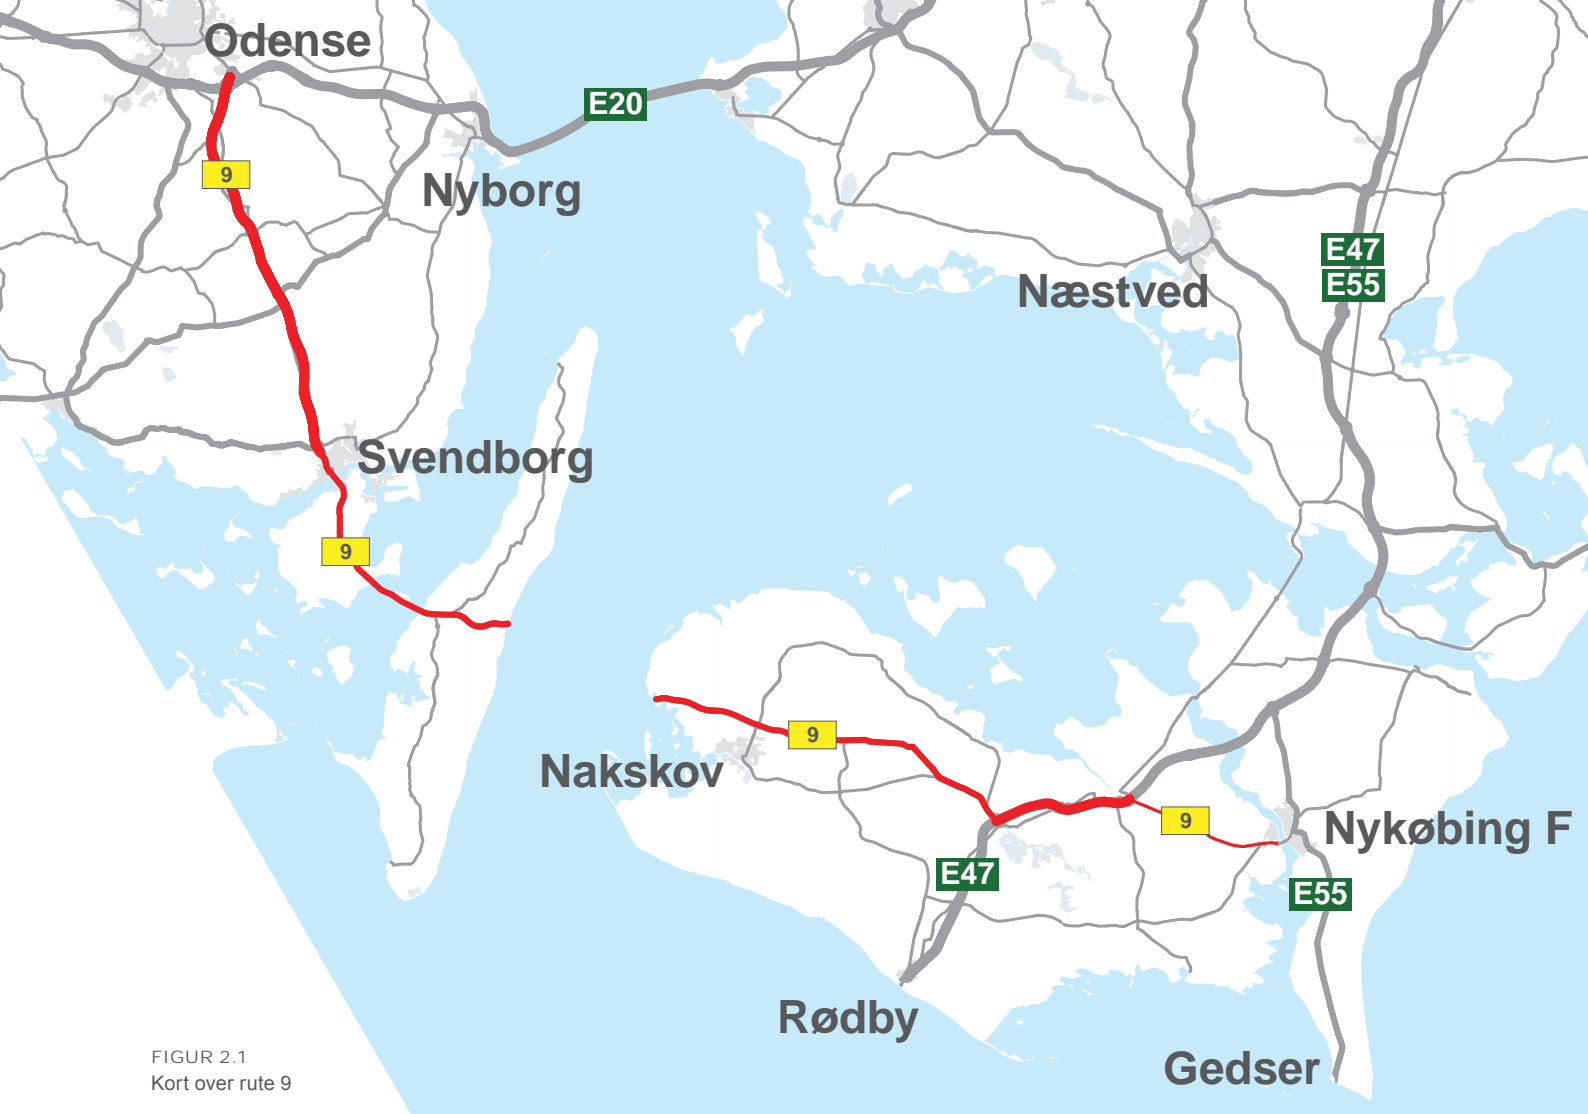 Odense
E20
9
Nyborg
E47
E55
Næstved
Svendborg
9
9
Nakskov
9
Nykøbing F
E47
E55
Rødby
Gedser
FIGUR 2.1
Kort over rute 9